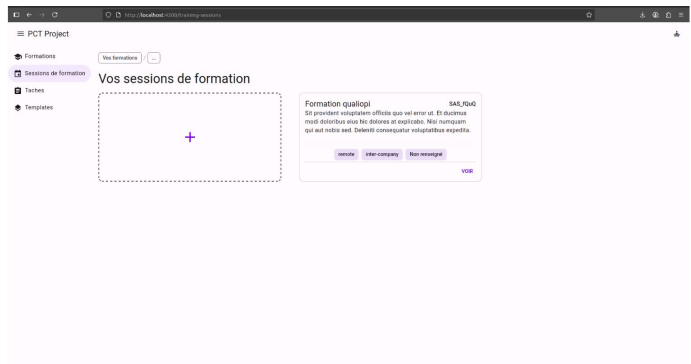 http://localhost:4200/training-sessions
PCT Project
Formations
Sessions de formation
Taches
Templates
Vos formations / ...
Vos sessions de formation
+
Formation qualiopi SAS_fQuQ
Sit provident voluptatem officiis quo vel error ut. Et ducimus
modi doloribus eius hic dolores at explicabo. Nisi numquam
qui aut nobis sed. Deleniti consequatur voluptatibus expedita.
remote inter-company Non renseigné
VOIR